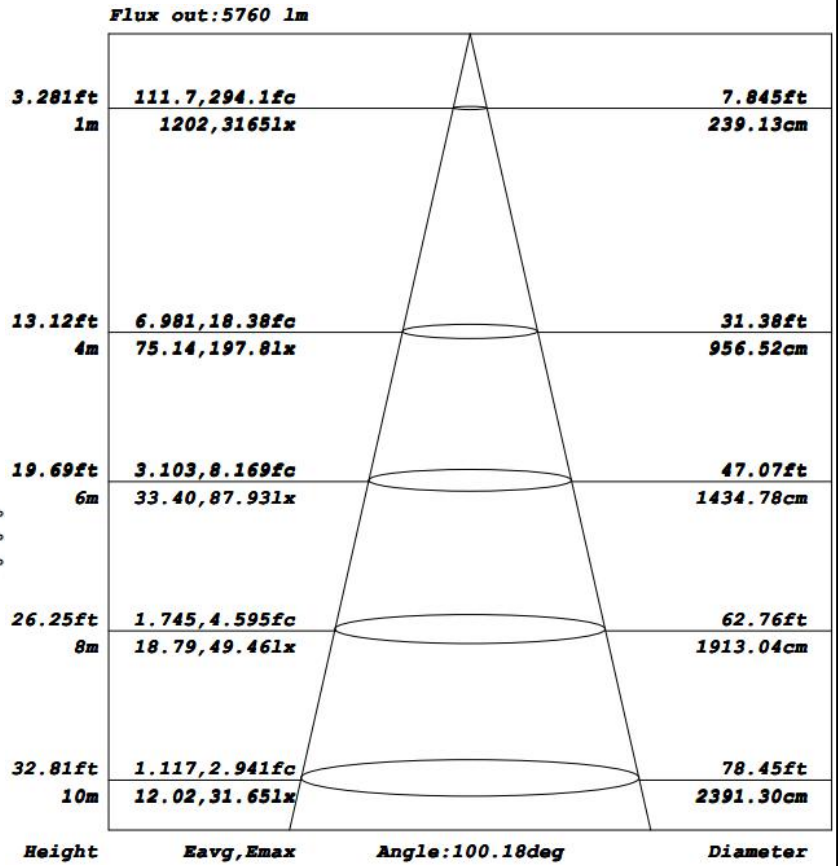 Flux out:5760 lm
3.281ft 111.7,294.1fc 7.845ft
1m 1202,3165lx 239.13cm
13.12ft 6.981,18.38fc 31.38ft
4m 75.14,197.8lx 956.52cm
19.69ft 3.103,8.169fc 47.07ft
6m 33.40,87.93lx 1434.78cm
26.25ft 1.745,4.595fc 62.76ft
8m 18.79,49.46lx 1913.04cm
32.81ft 1.117,2.941fc 78.45ft
10m 12.02,31.65lx 2391.30cm
Height Eavg,Emax Angle:100.18deg Diameter